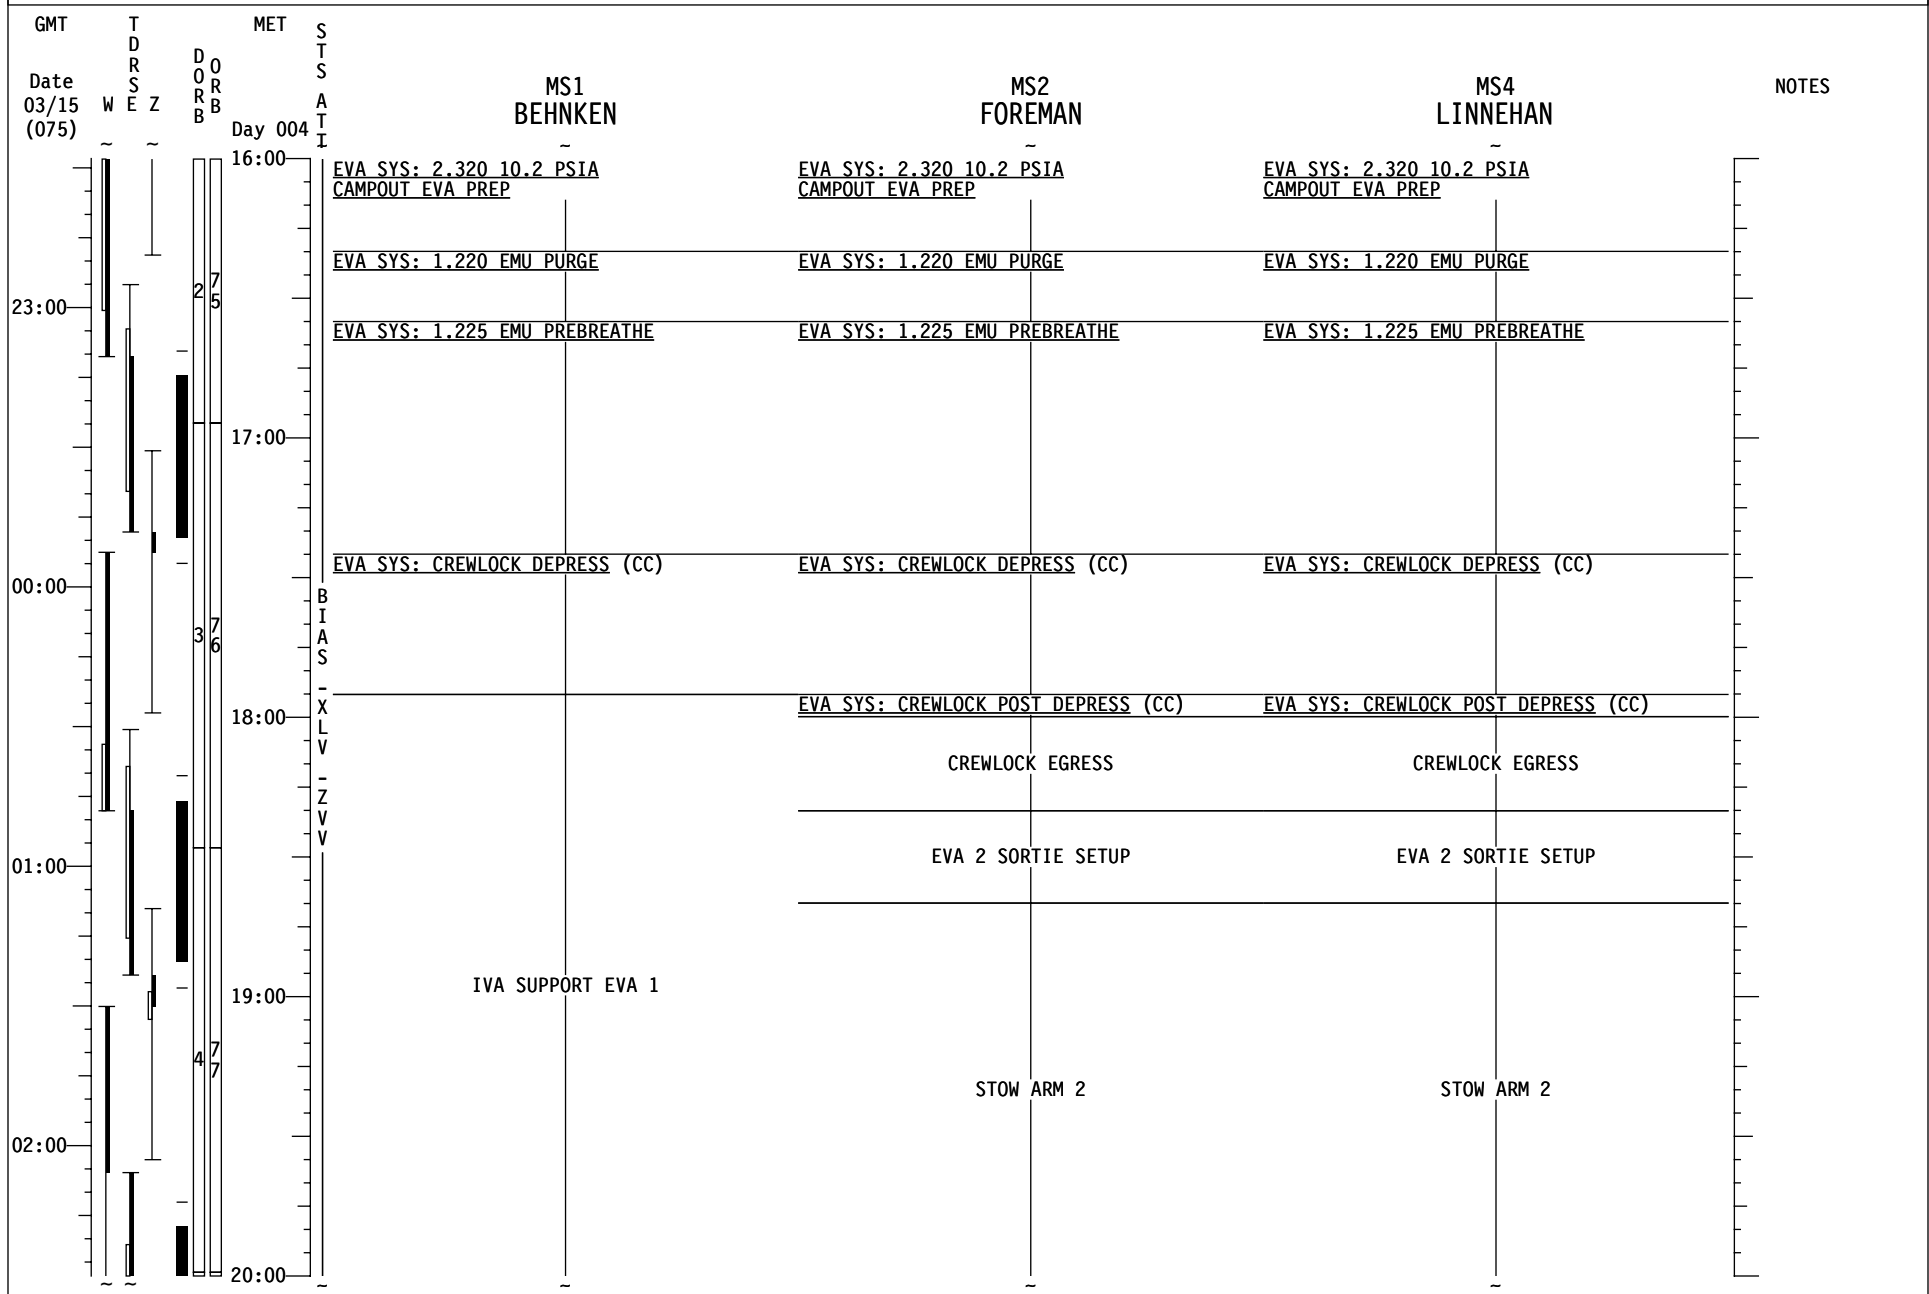 GMT
TDRS
MET
STS ATT
Date
03/15
(075)
W E Z
DORB
ORB
Day 004
MS1
BEHNKEN
MS2
FOREMAN
MS4
LINNEHAN
NOTES
~ ~ ~ ~ ~ ~
16:00
EVA SYS: 2.320 10.2 PSIA
CAMPOUT EVA PREP
EVA SYS: 2.320 10.2 PSIA
CAMPOUT EVA PREP
EVA SYS: 2.320 10.2 PSIA
CAMPOUT EVA PREP
EVA SYS: 1.220 EMU PURGE
EVA SYS: 1.220 EMU PURGE
EVA SYS: 1.220 EMU PURGE
2
75
23:00
EVA SYS: 1.225 EMU PREBREATHE
EVA SYS: 1.225 EMU PREBREATHE
EVA SYS: 1.225 EMU PREBREATHE
17:00
EVA SYS: CREWLOCK DEPRESS (CC)
EVA SYS: CREWLOCK DEPRESS (CC)
EVA SYS: CREWLOCK DEPRESS (CC)
00:00
BIAS -XLV -ZVV
3
76
EVA SYS: CREWLOCK POST DEPRESS (CC)
EVA SYS: CREWLOCK POST DEPRESS (CC)
18:00
CREWLOCK EGRESS
CREWLOCK EGRESS
EVA 2 SORTIE SETUP
EVA 2 SORTIE SETUP
01:00
IVA SUPPORT EVA 1
19:00
4
77
STOW ARM 2
STOW ARM 2
02:00
20:00
~ ~ ~ ~ ~ ~